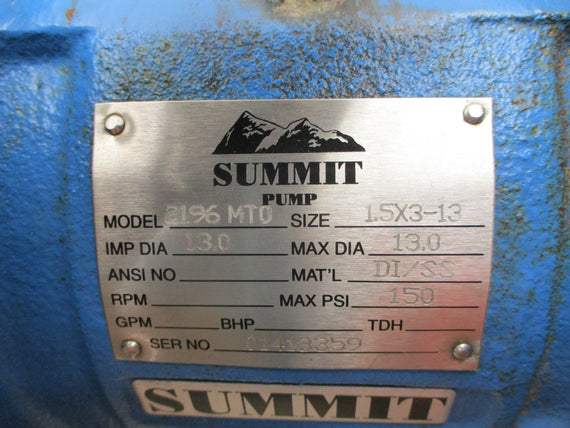 SUMMIT
PUMP
MODEL 2196 MTO SIZE 1.5X3-13
IMP DIA 13.0 MAX DIA 13.0
ANSI NO MAT'L DI/SS
RPM MAX PSI 150
GPM BHP TDH
SER NO 01413359
SUMMIT